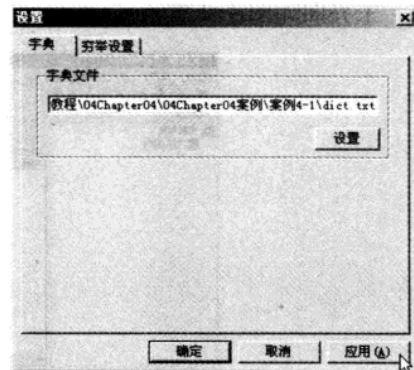 设置
字典 穷举设置
字典文件
教程\04Chapter04\04Chapter04案例\案例4-1\dict.txt
设置
确定 取消 应用(A)